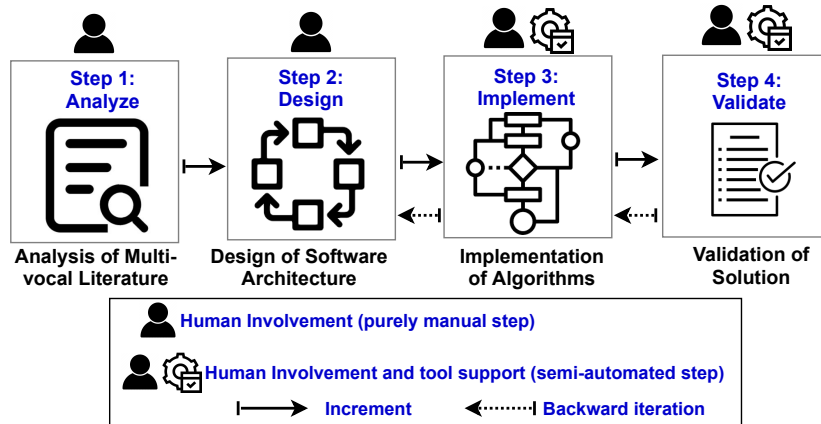 Step 1:
Analyze
Step 2:
Design
Step 3:
Implement
Step 4:
Validate
Analysis of Multi-
vocal Literature
Design of Software
Architecture
Implementation
of Algorithms
Validation of
Solution
Human Involvement (purely manual step)
Human Involvement and tool support (semi-automated step)
Increment
Backward iteration